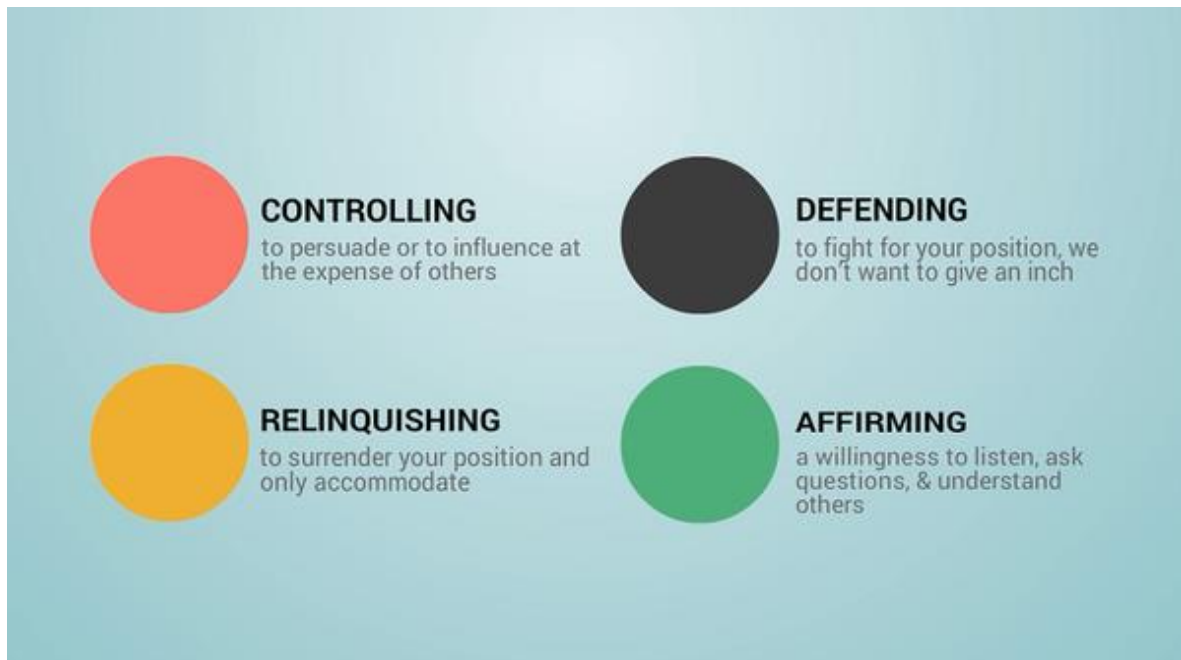 CONTROLLING
to persuade or to influence at
the expense of others
DEFENDING
to fight for your position, we
don't want to give an inch
RELINQUISHING
to surrender your position and
only accommodate
AFFIRMING
a willingness to listen, ask
questions, & understand
others